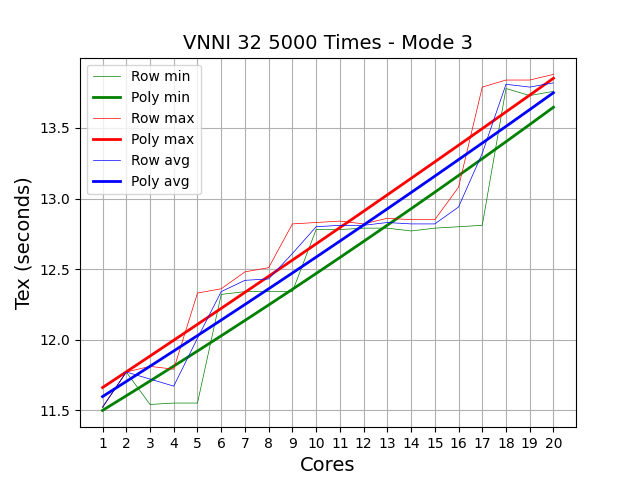 VNNI 32 5000 Times - Mode 3
Row min
Poly min
Row max
Poly max
Row avg
Poly avg
13.5
13.0
12.5
12.0
11.5
Tex (seconds)
1 2 3 4 5 6 7 8 9 10 11 12 13 14 15 16 17 18 19 20
Cores